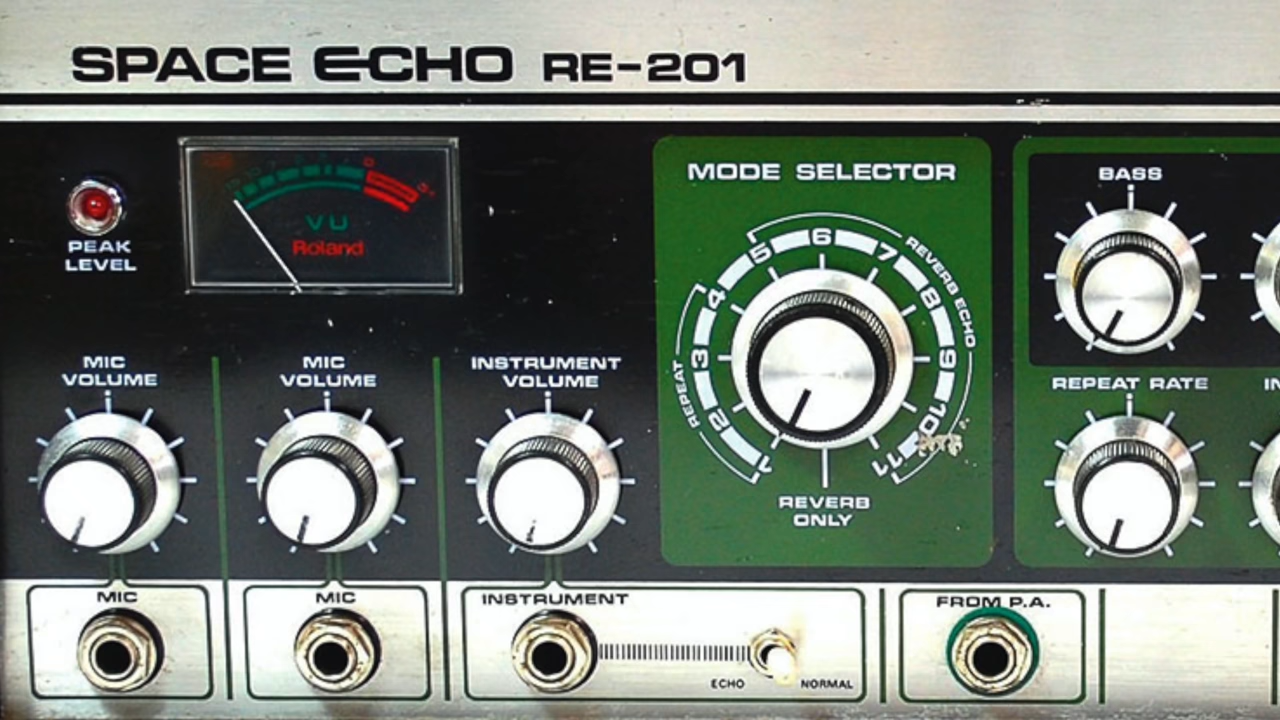 SPACE ECHO RE-201
PEAK
LEVEL
VU
Roland
MODE SELECTOR
1 2 3 4 5 6 7 8 9 10 11
REPEAT
REVERB ECHO
REVERB
ONLY
BASS
REPEAT RATE
MIC
VOLUME
MIC
VOLUME
INSTRUMENT
VOLUME
MIC
MIC
INSTRUMENT
ECHO
NORMAL
FROM P.A.